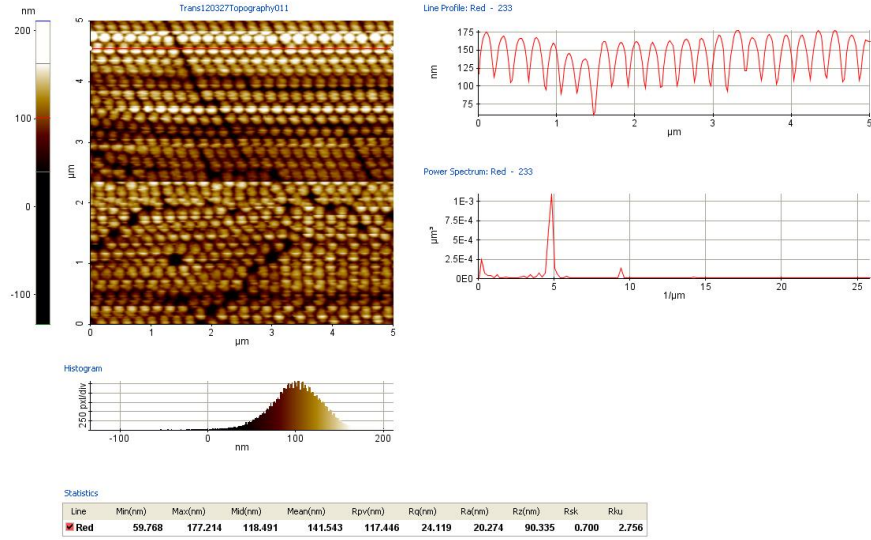 nm
200
100
0
-100
Trans120327Topography011
5
4
3
2
1
0
µm
0 1 2 3 4 5
µm
Line Profile: Red - 233
175
150
125
100
75
nm
0 1 2 3 4 5
µm
Power Spectrum: Red - 233
1E-3
7.5E-4
5E-4
2.5E-4
0E0
µm³
0 5 10 15 20 25
1/µm
Histogram
250 pxl/div
-100 0 100 200
nm
Statistics
Line Min(nm) Max(nm) Mid(nm) Mean(nm) Rpv(nm) Rq(nm) Ra(nm) Rz(nm) Rsk Rku
Red 59.768 177.214 118.491 141.543 117.446 24.119 20.274 90.335 0.700 2.756